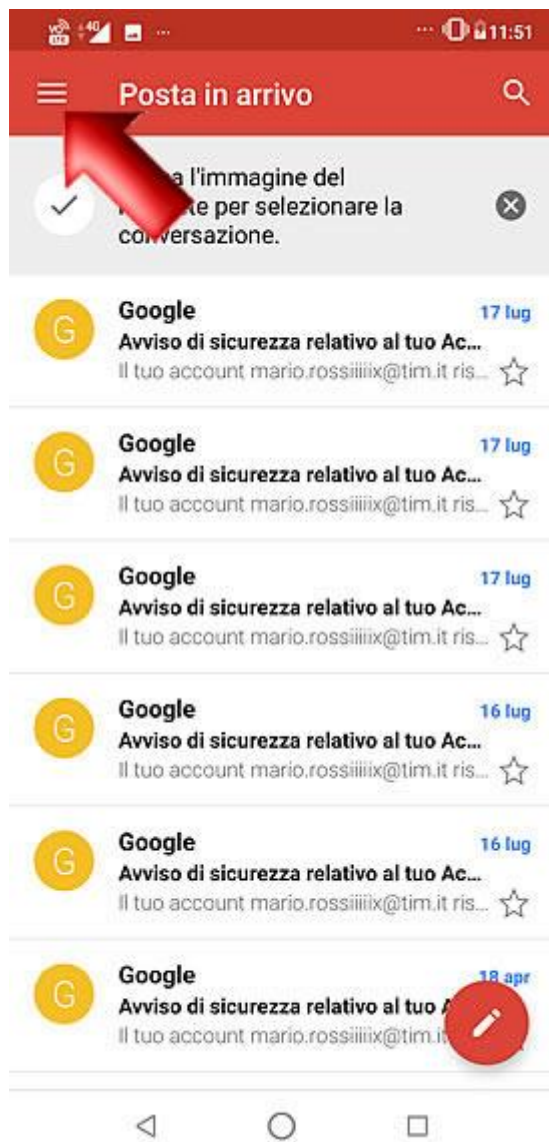 VO LTE 40 ... ... 11:51
Posta in arrivo
l'immagine del
per selezionare la
conversazione.
G Google 17 lug
Avviso di sicurezza relativo al tuo Ac...
Il tuo account mario.rossiiiiix@tim.it ris...
G Google 17 lug
Avviso di sicurezza relativo al tuo Ac...
Il tuo account mario.rossiiiiix@tim.it ris...
G Google 17 lug
Avviso di sicurezza relativo al tuo Ac...
Il tuo account mario.rossiiiiix@tim.it ris...
G Google 16 lug
Avviso di sicurezza relativo al tuo Ac...
Il tuo account mario.rossiiiiix@tim.it ris...
G Google 16 lug
Avviso di sicurezza relativo al tuo Ac...
Il tuo account mario.rossiiiiix@tim.it ris...
G Google 18 apr
Avviso di sicurezza relativo al tuo
Il tuo account mario.rossiiiiix@tim.it